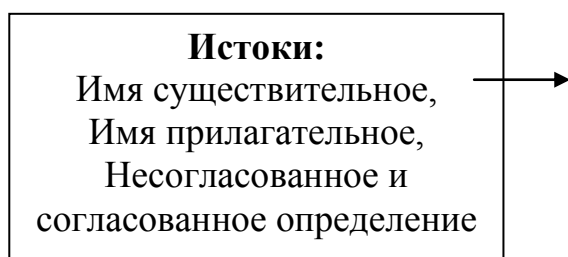 Истоки:
Имя существительное,
Имя прилагательное,
Несогласованное и
согласованное определение